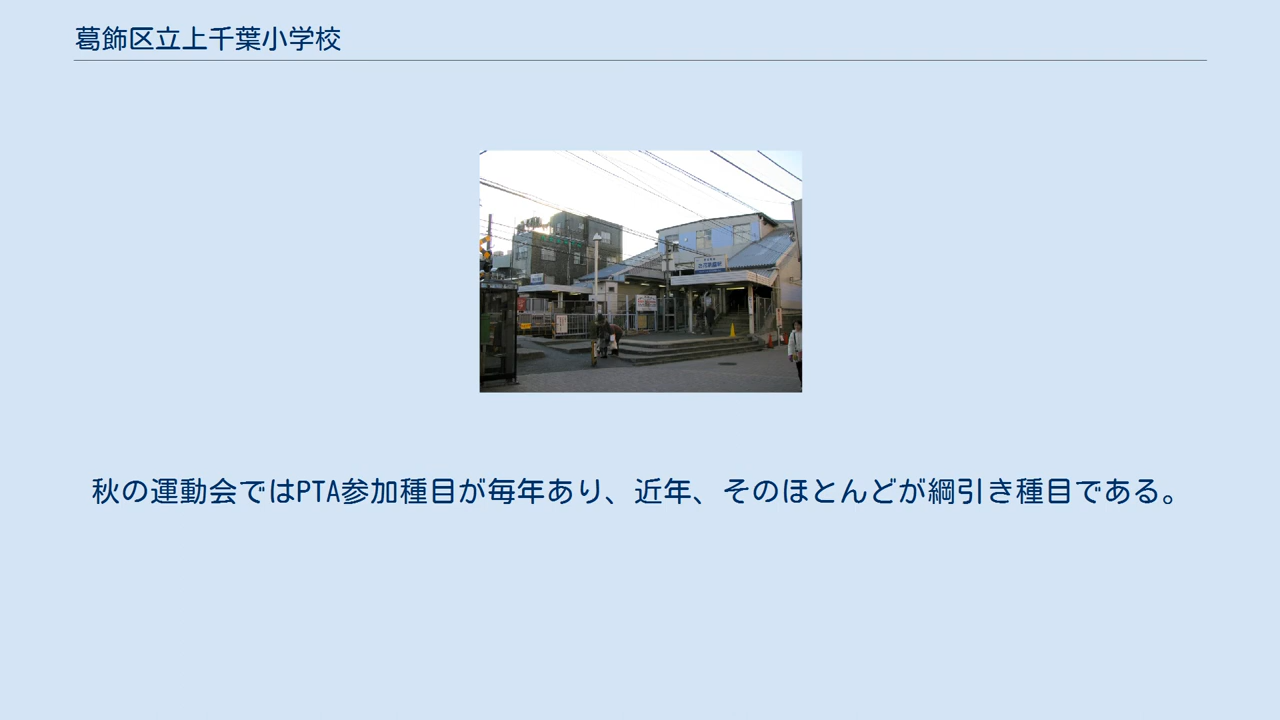 葛飾区立上千葉小学校
秋の運動会ではPTA参加種目が毎年あり、近年、そのほとんどが綱引き種目である。